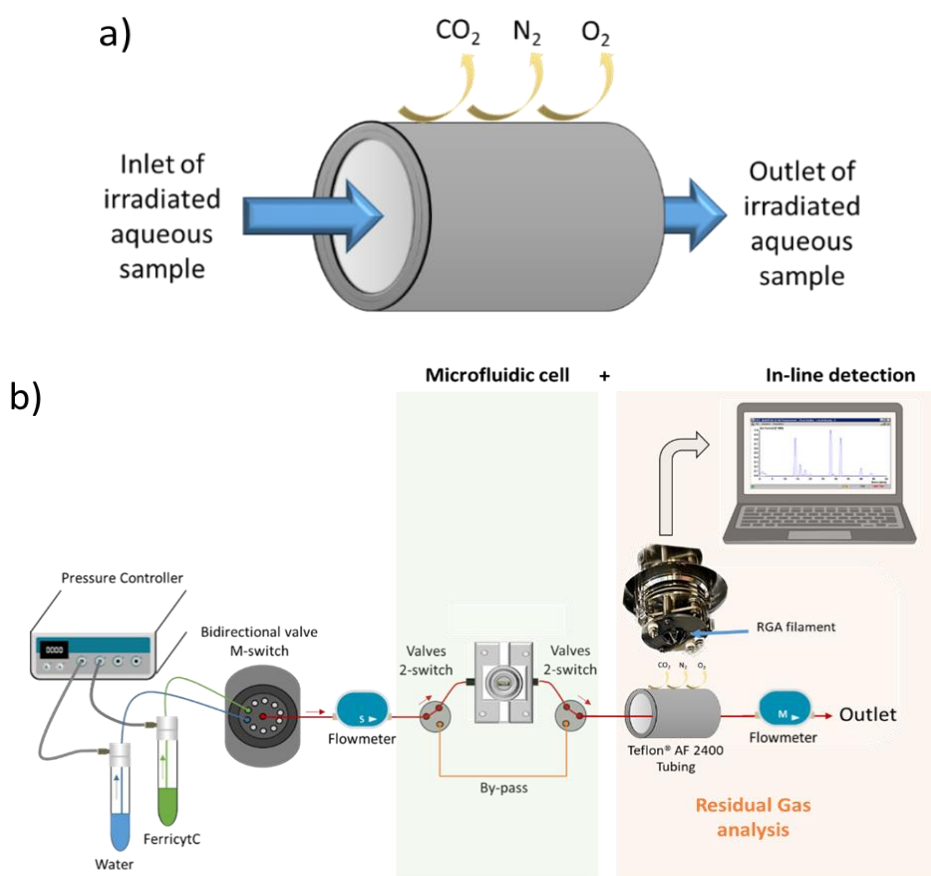 a)
CO2 N2 O2
Inlet of
irradiated
aqueous
sample
Outlet of
irradiated
aqueous
sample
b)
Microfluidic cell + In-line detection
Pressure Controller
0000
Bidirectional valve
M-switch
Valves
2-switch
Valves
2-switch
RGA filament
CO2 N2 O2
S
Flowmeter
M
Flowmeter
Outlet
Teflon® AF 2400
Tubing
By-pass
Residual Gas
analysis
FerricytC
Water